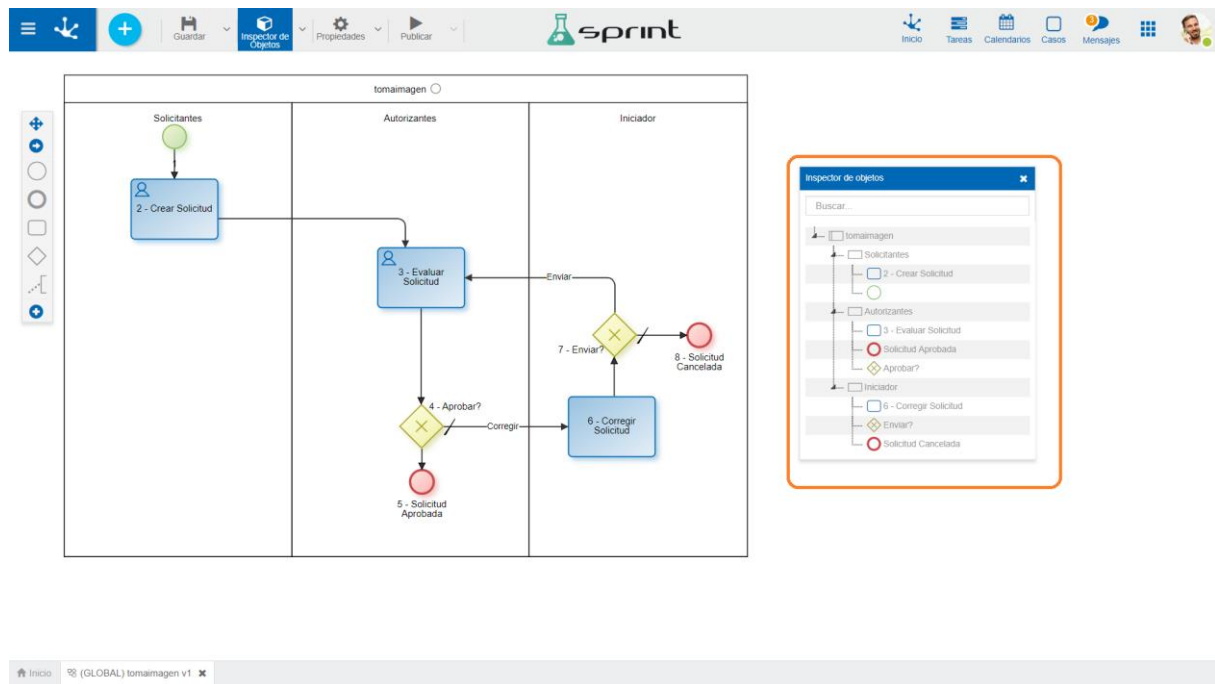 Guardar
Inspector de
Objetos
Propiedades
Publicar
sprint
Inicio
Tareas
Calendarios
Casos
3
Mensajes
tomaimagen
Solicitantes
Autorizantes
Iniciador
1
2 - Crear Solicitud
3 - Evaluar
Solicitud
Enviar
7 - Enviar?
8 - Solicitud
Cancelada
4 - Aprobar?
Corregir
6 - Corregir
Solicitud
5 - Solicitud
Aprobada
Inspector de objetos
Buscar...
tomaimagen
Solicitantes
2 - Crear Solicitud
Autorizantes
3 - Evaluar Solicitud
Solicitud Aprobada
Aprobar?
Iniciador
6 - Corregir Solicitud
Enviar?
Solicitud Cancelada
Inicio
(GLOBAL) tomaimagen v1